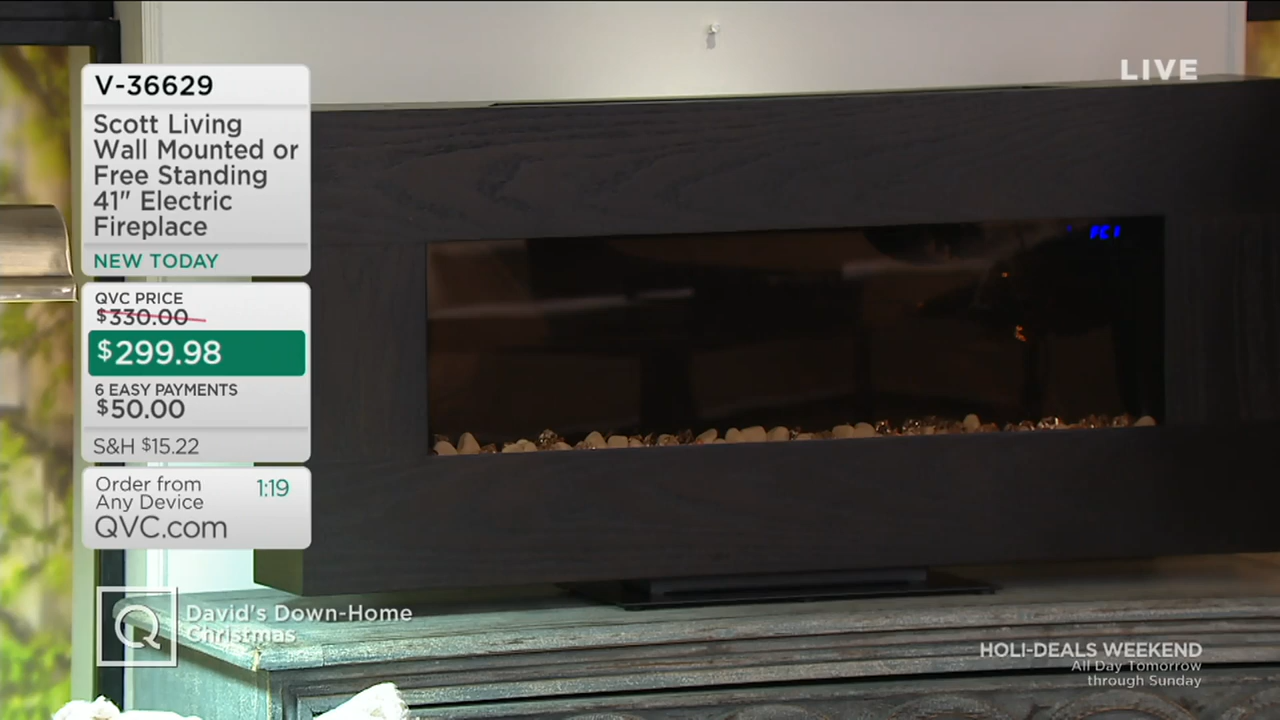 V-36629
Scott Living
Wall Mounted or
Free Standing
41" Electric
Fireplace
NEW TODAY
QVC PRICE
$330.00
$299.98
6 EASY PAYMENTS
$50.00
S&H $15.22
Order from
Any Device
1:19
QVC.com
Q
David's Down-Home
Christmas
LIVE
HOLI-DEALS WEEKEND
All Day Tomorrow
through Sunday